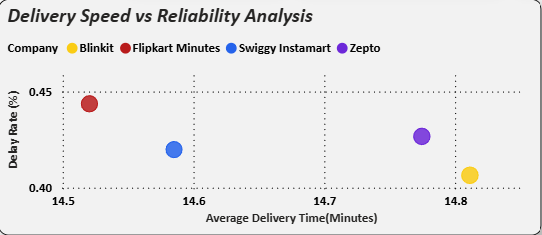 Delivery Speed vs Reliability Analysis
Company Blinkit Flipkart Minutes Swiggy Instamart Zepto
Delay Rate (%)
0.45
0.40
14.5 14.6 14.7 14.8
Average Delivery Time(Minutes)